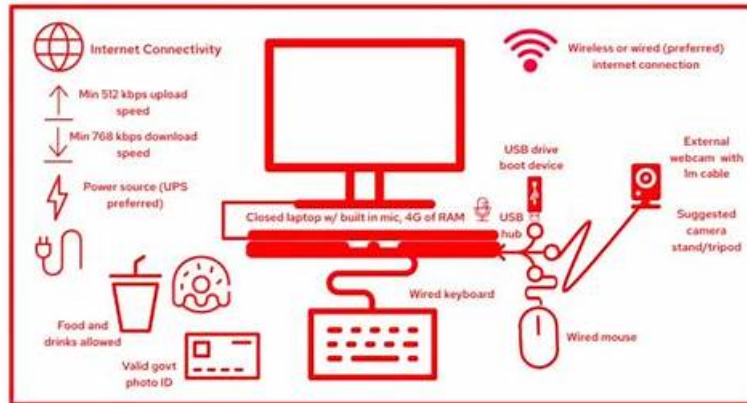 Internet Connectivity
Min 512 kbps upload
speed
Min 768 kbps download
speed
Power source (UPS
preferred)
Food and
drinks allowed
Valid govt
photo ID
Closed laptop w/ built in mic, 4G of RAM
Wired keyboard
Wireless or wired (preferred)
internet connection
USB drive
boot device
USB
hub
Wired mouse
External
webcam with
1m cable
Suggested
camera
stand/tripod